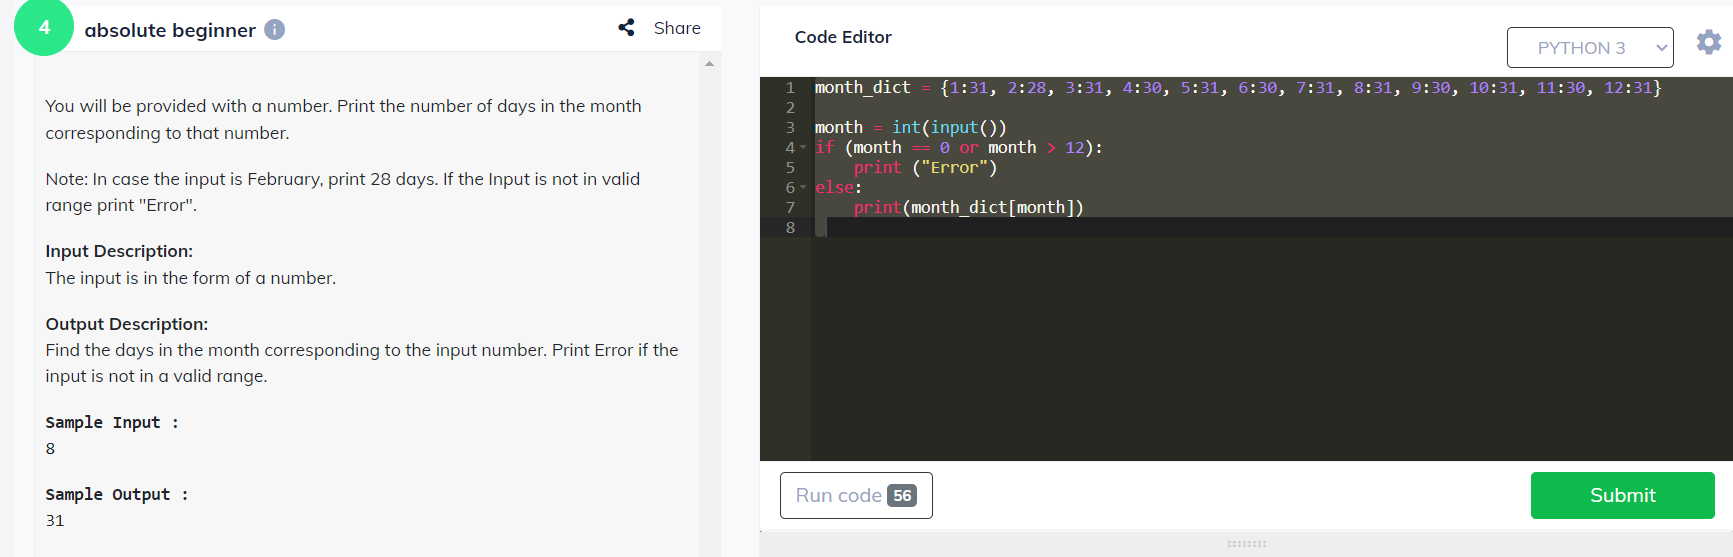 4 absolute beginner i Share
You will be provided with a number. Print the number of days in the month
corresponding to that number.
Note: In case the input is February, print 28 days. If the Input is not in valid
range print "Error".
Input Description:
The input is in the form of a number.
Output Description:
Find the days in the month corresponding to the input number. Print Error if the
input is not in a valid range.
Sample Input :
8
Sample Output :
31
Code Editor
PYTHON 3
1 month_dict = {1:31, 2:28, 3:31, 4:30, 5:31, 6:30, 7:31, 8:31, 9:30, 10:31, 11:30, 12:31}
2
3 month = int(input())
4 if (month == 0 or month > 12):
5     print ("Error")
6 else:
7     print(month_dict[month])
8
Run code 56
Submit